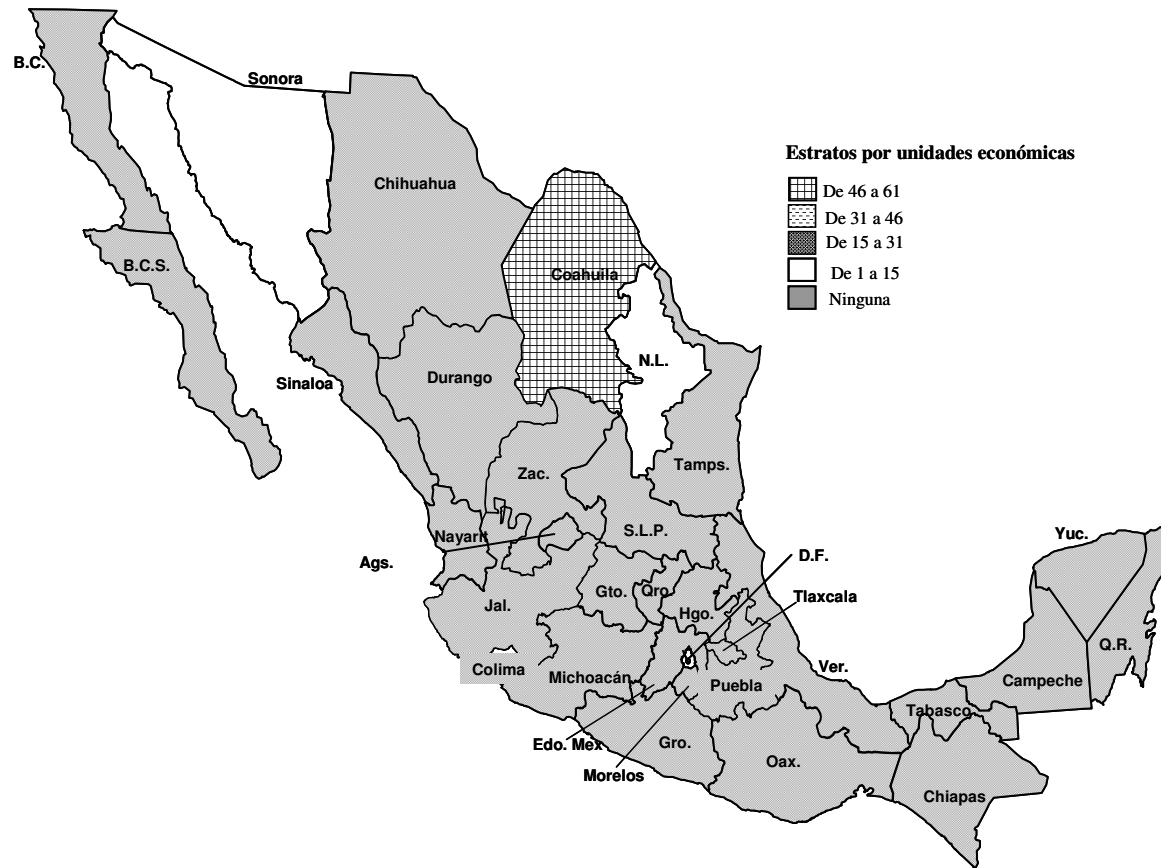 B.C.
Sonora
Chihuahua
Estratos por unidades económicas
De 46 a 61
De 31 a 46
De 15 a 31
De 1 a 15
Ninguna
B.C.S.
Coahuila
N.L.
Sinaloa
Durango
Tamps.
Zac.
Nayarit
S.L.P.
Yuc.
D.F.
Ags.
Tlaxcala
Jal.
Gto.
Qro.
Hgo.
Q.R.
Colima
Michoacán
Puebla
Ver.
Campeche
Tabasco
Edo. Mex
Gro.
Morelos
Oax.
Chiapas